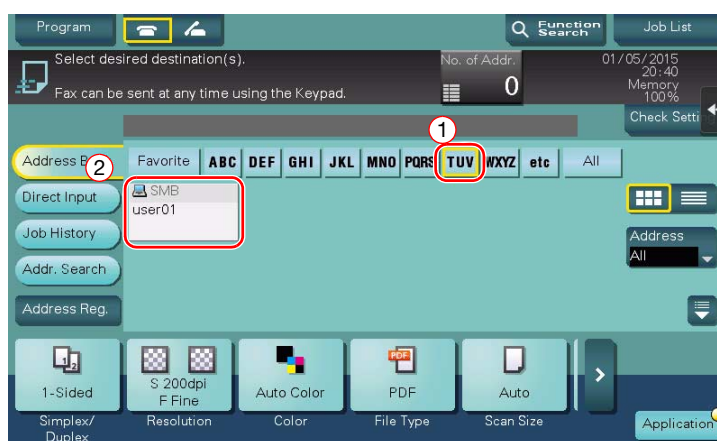 Program
Function Search
Job List
Select desired destination(s).
Fax can be sent at any time using the Keypad.
No. of Addr.
0
01/05/2015
20:40
Memory
100%
Check Setti
1
Address B
2
Favorite ABC DEF GHI JKL MNO PQRS TUV WXYZ etc All
Direct Input
SMB
user01
Job History
Address
All
Addr. Search
Address Reg.
1 2
1-Sided
S 200dpi
F Fine
Auto Color
PDF
PDF
Auto
Simplex/
Duplex
Resolution
Color
File Type
Scan Size
Application